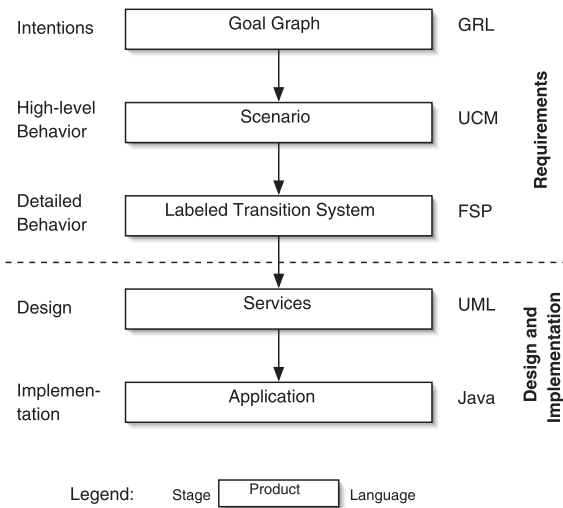 Intentions
Goal Graph
GRL
High-level
Behavior
Scenario
UCM
Requirements
Detailed
Behavior
Labeled Transition System
FSP
Design
Services
UML
Design and
Implementation
Implemen-
tation
Application
Java
Legend:
Stage
Product
Language